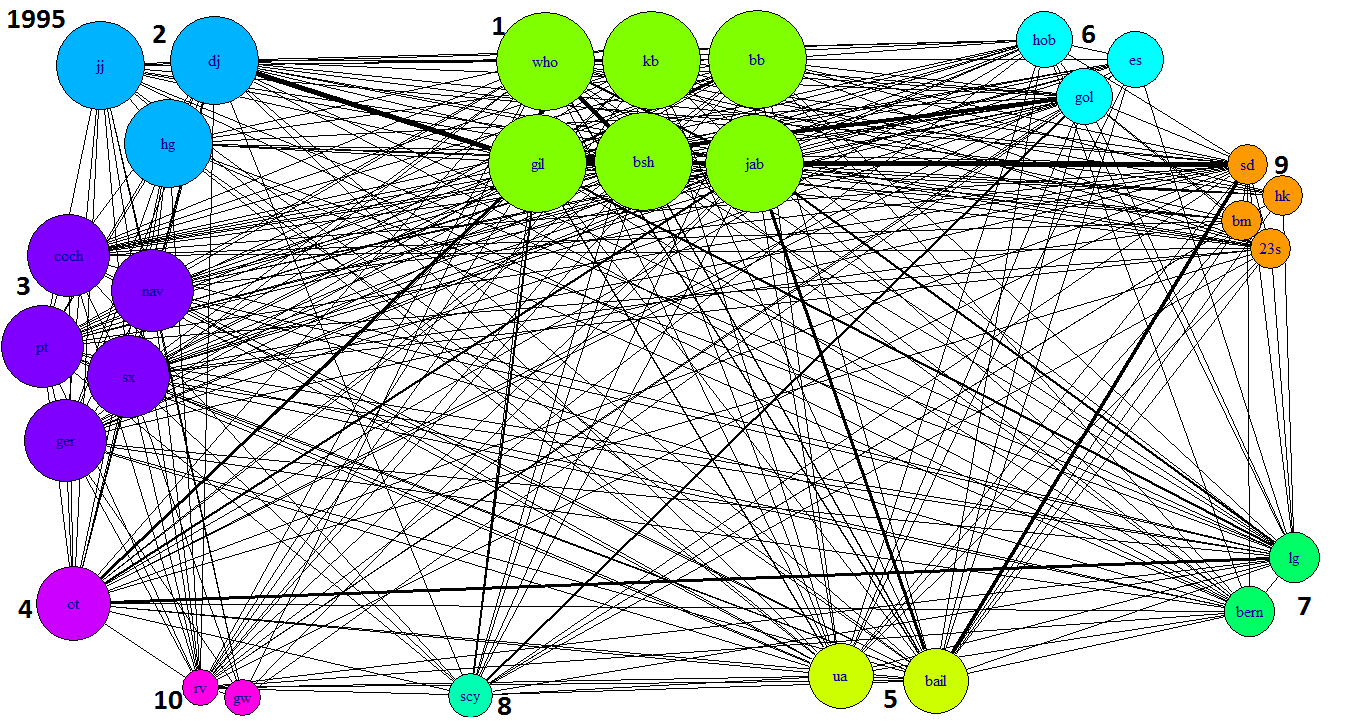 1995
2
1
6
jj
dj
who
kb
bb
hob
es
gol
hg
gil
bsh
jab
sd
9
hk
bm
23s
coch
nav
3
pt
sx
ger
ot
4
lg
bern
7
rv
gw
10
scy
8
ua
bail
5